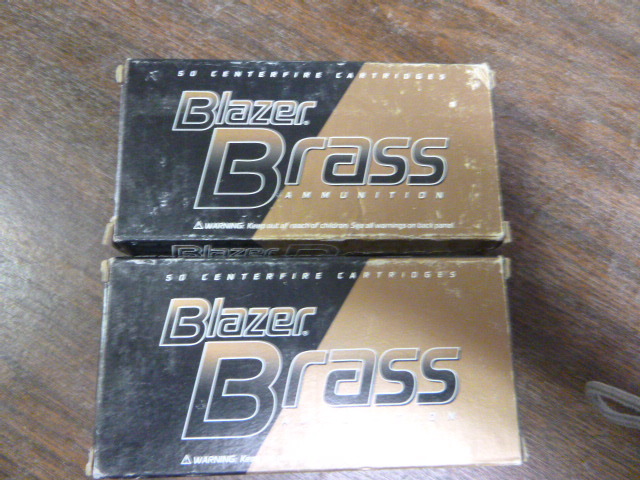 50 CENTERFIRE CARTRIDGES
Blazer
Brass
AMMUNITION
WARNING: Keep out of reach of children. See all warnings on back panel.
50 CENTERFIRE CARTRIDGES
Blazer
Brass
WARNING: Keep